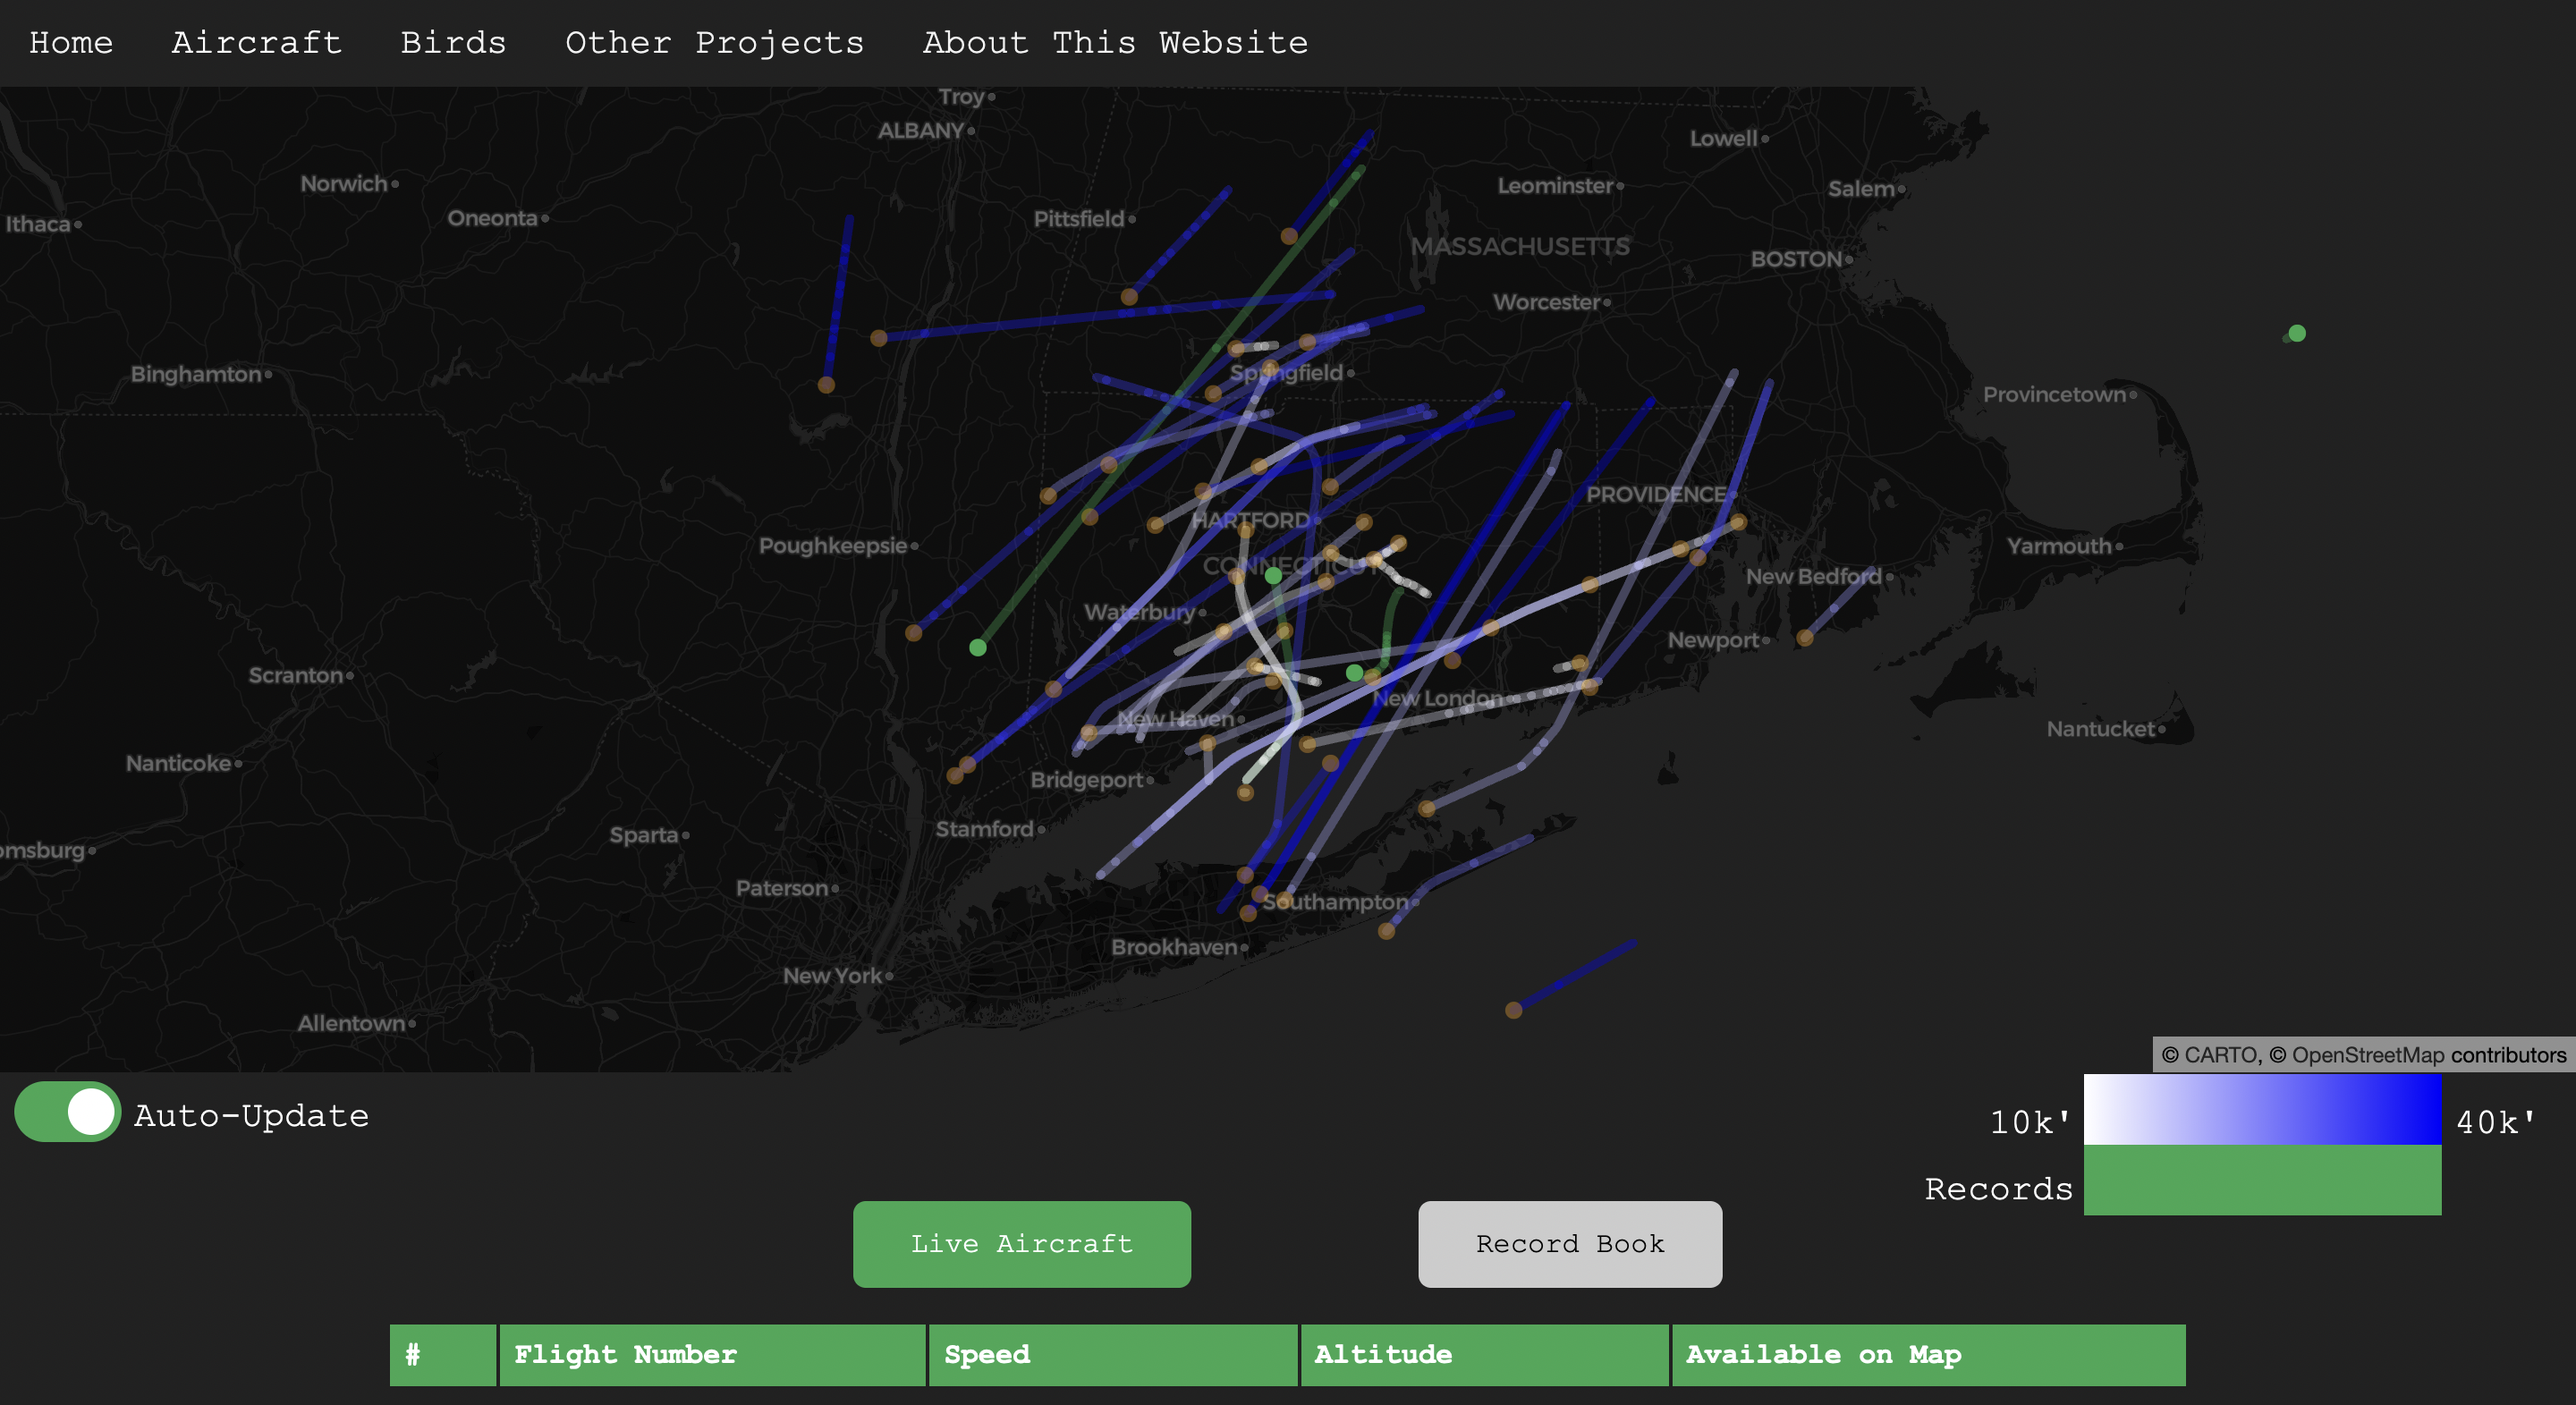 Home Aircraft Birds Other Projects About This Website
Troy
ALBANY
Lowell
Norwich
Leominster
Salem
Ithaca
Oneonta
Pittsfield
MASSACHUSETTS
BOSTON
Worcester
Binghamton
Springfield
Provincetown
PROVIDENCE
HARTFORD
Poughkeepsie
Yarmouth
CONNECTICUT
New Bedford
Waterbury
Newport
Scranton
New London
New Haven
Nantucket
Nanticoke
Bridgeport
Stamford
Sparta
omsburg
Paterson
Southampton
Brookhaven
New York
Allentown
© CARTO, © OpenStreetMap contributors
Auto-Update
10k' 40k'
Records
Live Aircraft Record Book
# Flight Number Speed Altitude Available on Map